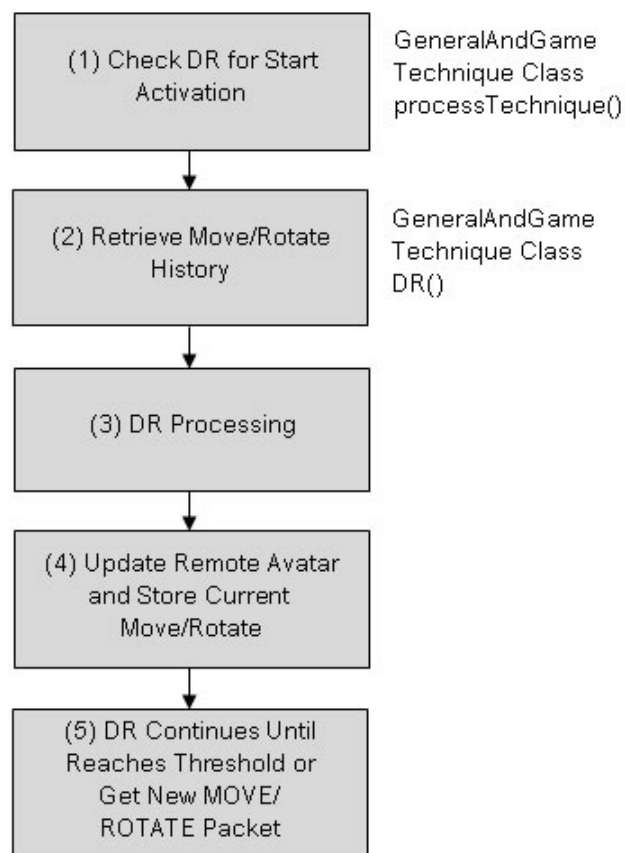 (1) Check DR for Start
Activation
GeneralAndGame
Technique Class
processTechnique()
(2) Retrieve Move/Rotate
History
GeneralAndGame
Technique Class
DR()
(3) DR Processing
(4) Update Remote Avatar
and Store Current
Move/Rotate
(5) DR Continues Until
Reaches Threshold or
Get New MOVE/
ROTATE Packet